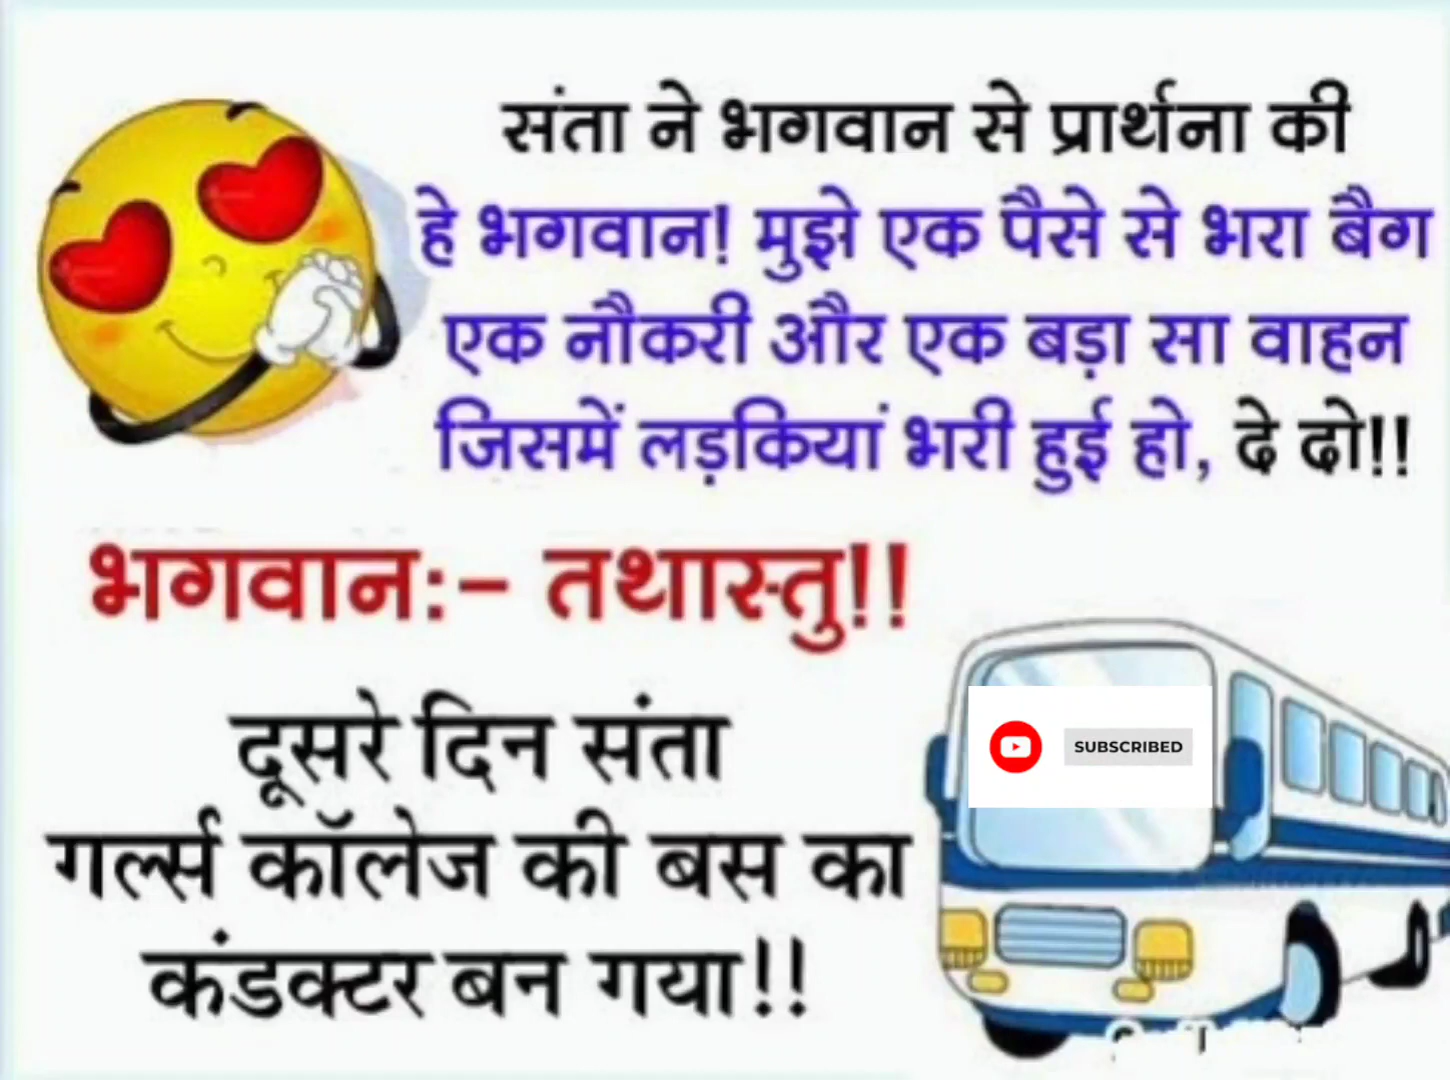 संता ने भगवान से प्रार्थना की
हे भगवान! मुझे एक पैसे से भरा बैग
एक नौकरी और एक बड़ा सा वाहन
जिसमें लड़कियां भरी हुई हो, दे दो!!
भगवान:– तथास्तु!!
दूसरे दिन संता
गर्ल्स कॉलेज की बस का
कंडक्टर बन गया!!
SUBSCRIBED